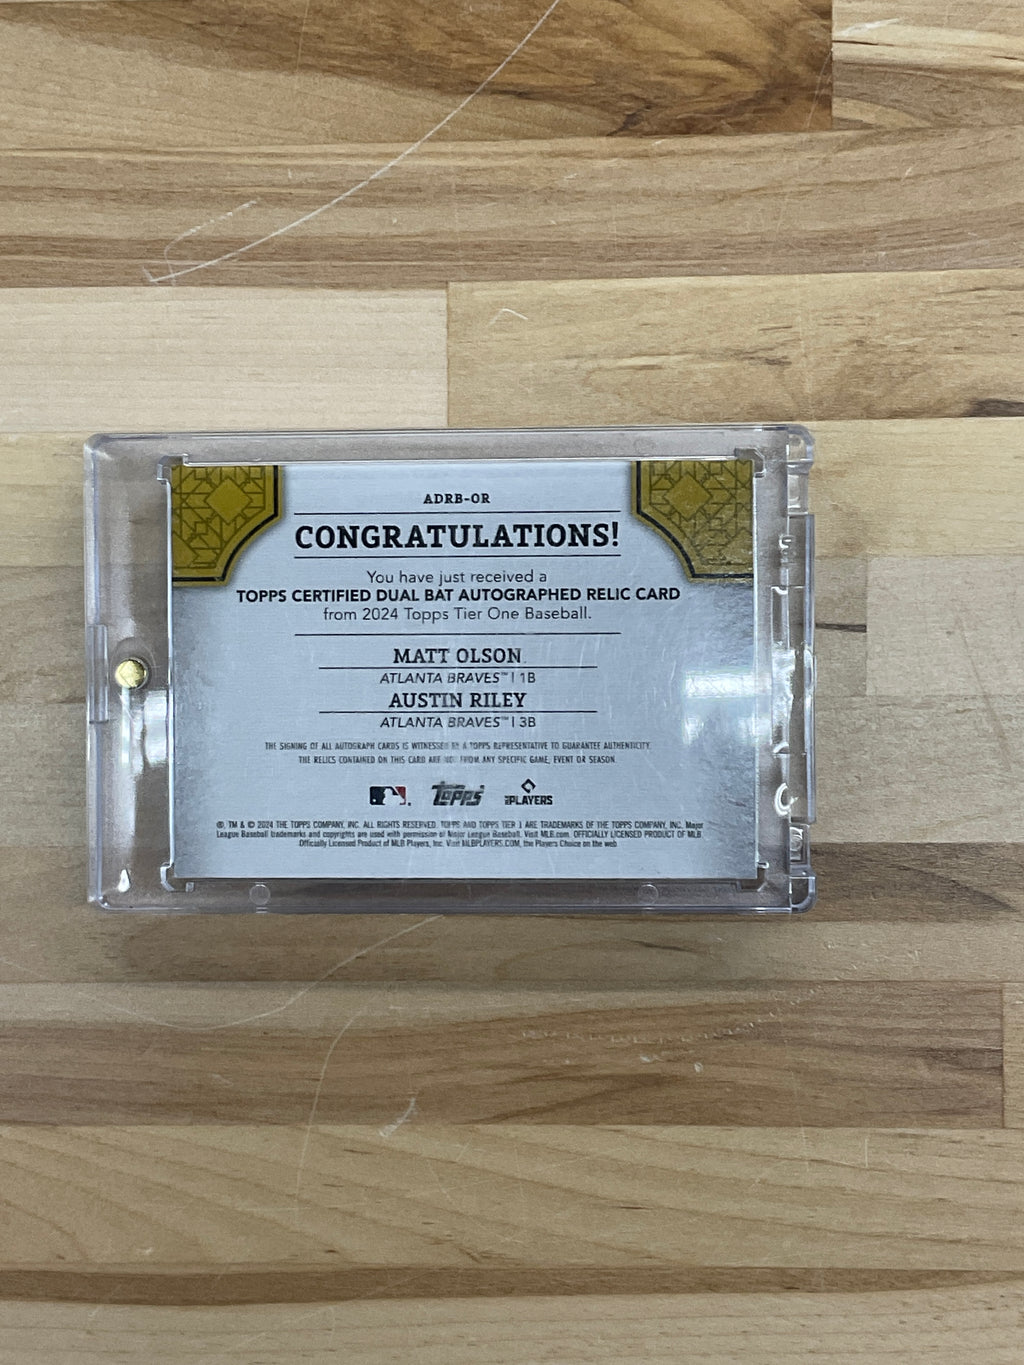 ADRB-OR
CONGRATULATIONS!
You have just received a
TOPPS CERTIFIED DUAL BAT AUTOGRAPHED RELIC CARD
from 2024 Topps Tier One Baseball.
MATT OLSON
ATLANTA BRAVES™ | 1B
AUSTIN RILEY
ATLANTA BRAVES™ | 3B
THE SIGNING OF ALL AUTOGRAPH CARDS IS WITNESSED BY A TOPPS REPRESENTATIVE TO GUARANTEE AUTHENTICITY.
THE RELICS CONTAINED ON THIS CARD ARE NOT FROM ANY SPECIFIC GAME, EVENT OR SEASON.
Topps
PLAYERS
®, TM & © 2024 THE TOPPS COMPANY, INC. ALL RIGHTS RESERVED. TOPPS AND TOPPS TIER 1 ARE TRADEMARKS OF THE TOPPS COMPANY, INC. Major
League Baseball trademarks and copyrights are used with permission of Major League Baseball. Visit MLB.com. OFFICIALLY LICENSED PRODUCT OF MLB
Officially Licensed Product of MLB Players, Inc. Visit MLBPLAYERS.COM, the Players Choice on the web